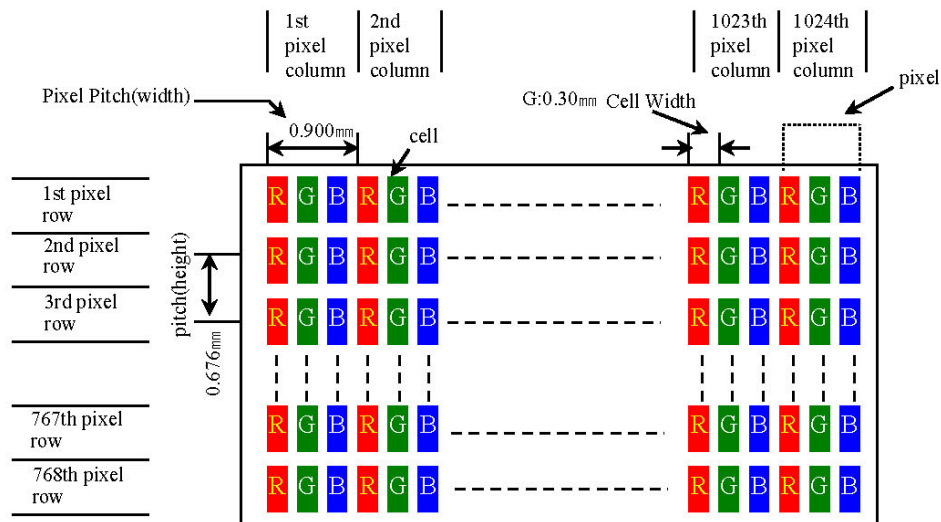 1st
pixel
column
2nd
pixel
column
1023th
pixel
column
1024th
pixel
column
Pixel Pitch(width)
G:0.30㎜ Cell Width
pixel
0.900㎜
cell
1st pixel
row
R G B R G B R G B R G B
2nd pixel
row
R G B R G B R G B R G B
3rd pixel
row
R G B R G B R G B R G B
pitch(height)
0.676㎜
767th pixel
row
R G B R G B R G B R G B
768th pixel
row
R G B R G B R G B R G B